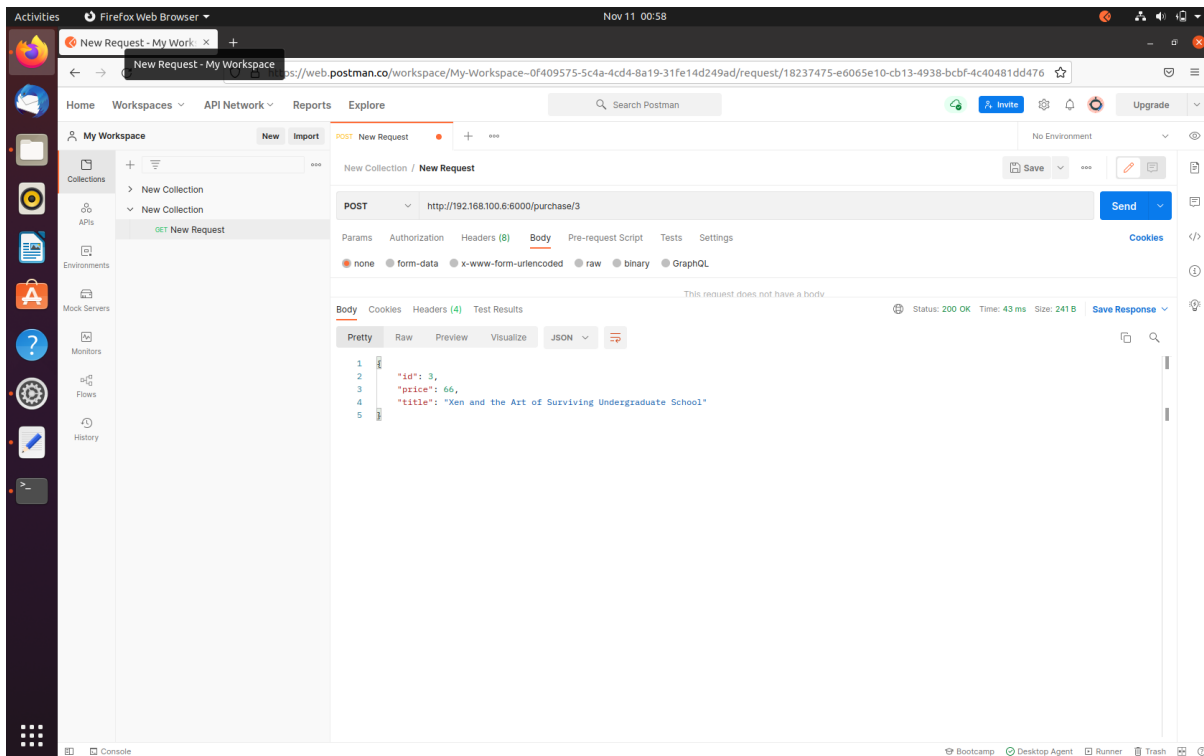 Activities Firefox Web Browser Nov 11 00:58
New Request - My Work × +
New Request - My Workspace
https://web.postman.co/workspace/My-Workspace~0f409575-5c4a-4cd4-8a19-31fe14d249ad/request/18237475-e6065e10-cb13-4938-bcbf-4c40481dd476
Home Workspaces API Network Reports Explore Search Postman Invite Upgrade
My Workspace New Import POST New Request No Environment
Collections
APIs
Environments
Mock Servers
Monitors
Flows
History
New Collection
New Collection
GET New Request
New Collection / New Request Save
POST http://192.168.100.6:6000/purchase/3 Send
Params Authorization Headers (8) Body Pre-request Script Tests Settings Cookies
none form-data x-www-form-urlencoded raw binary GraphQL
This request does not have a body
Body Cookies Headers (4) Test Results Status: 200 OK Time: 43 ms Size: 241 B Save Response
Pretty Raw Preview Visualize JSON
1 {
2 "id": 3,
3 "price": 66,
4 "title": "Xen and the Art of Surviving Undergraduate School"
5 }
Console Bootcamp Desktop Agent Runner Trash